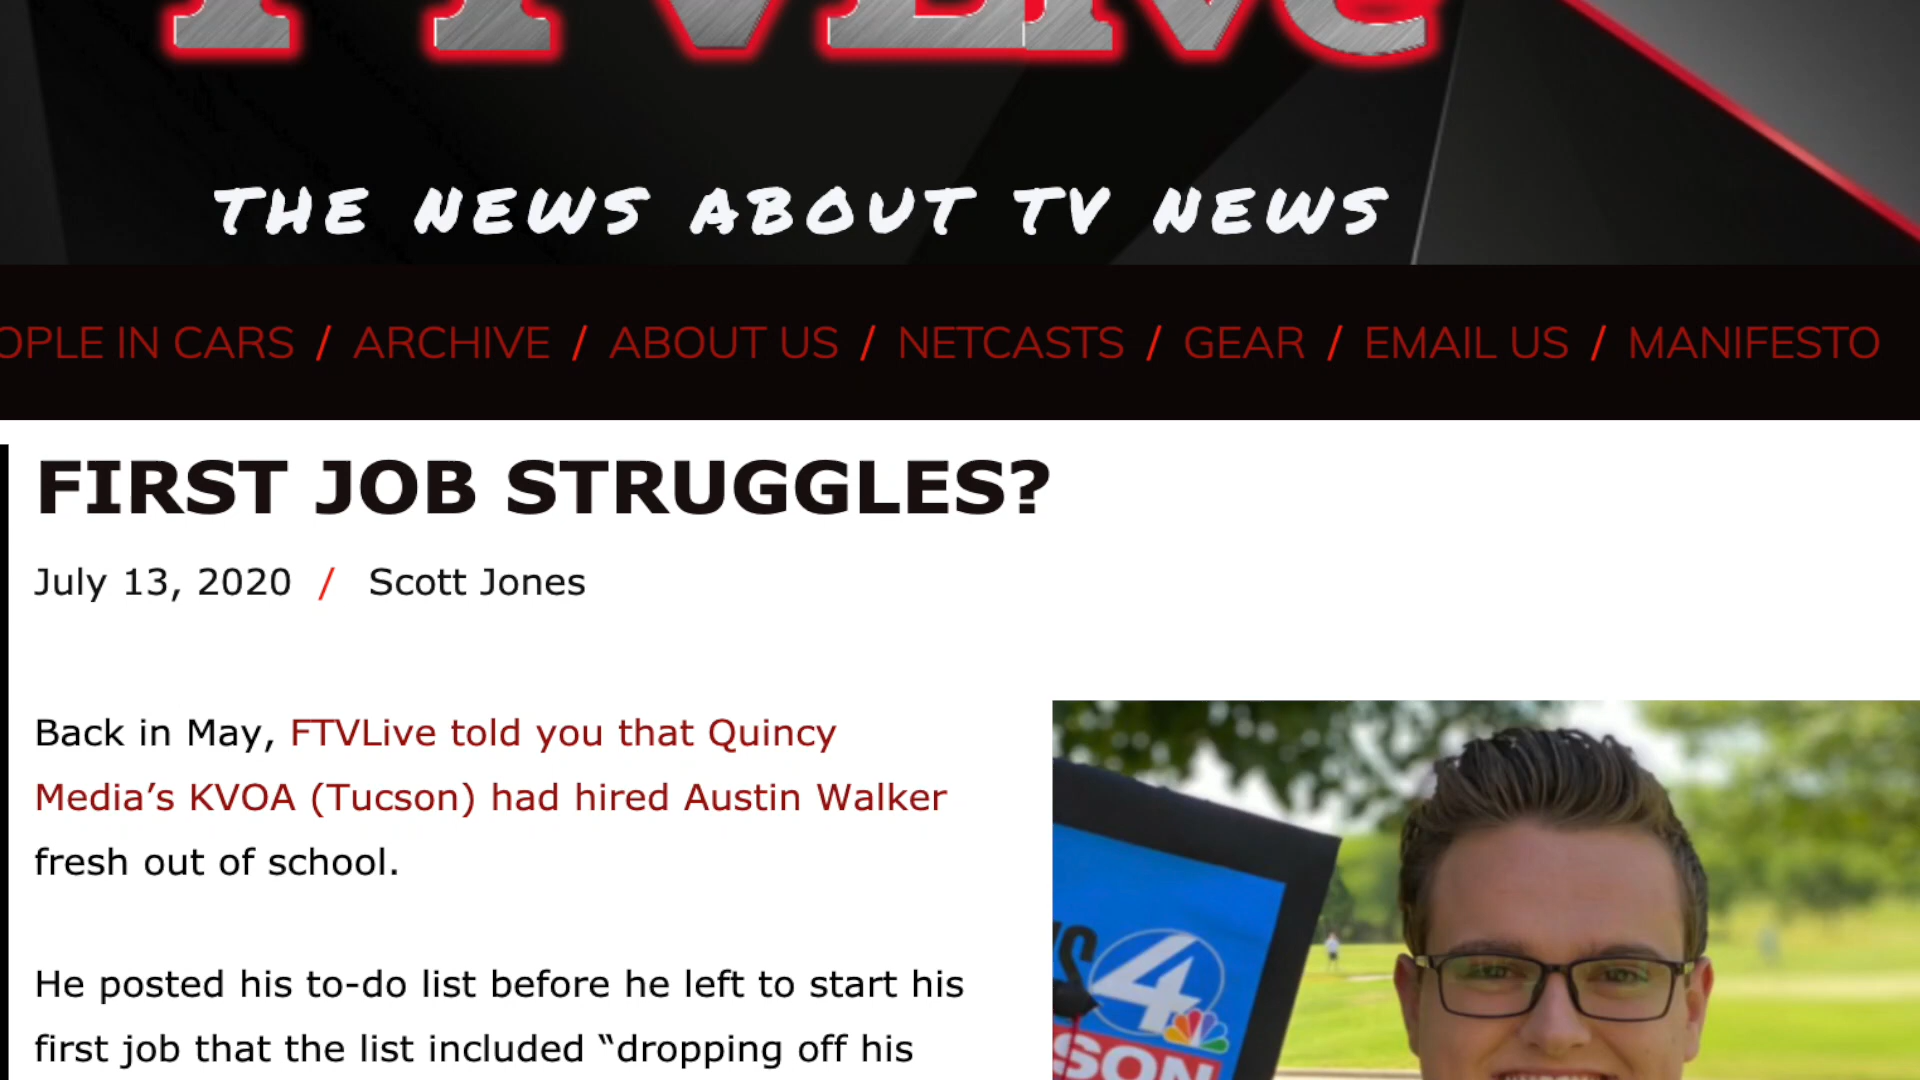 FTVLive
THE NEWS ABOUT TV NEWS
OPLE IN CARS / ARCHIVE / ABOUT US / NETCASTS / GEAR / EMAIL US / MANIFESTO
FIRST JOB STRUGGLES?
July 13, 2020 / Scott Jones
Back in May, FTVLive told you that Quincy
Media’s KVOA (Tucson) had hired Austin Walker
fresh out of school.
He posted his to-do list before he left to start his
first job that the list included “dropping off his
4
SON